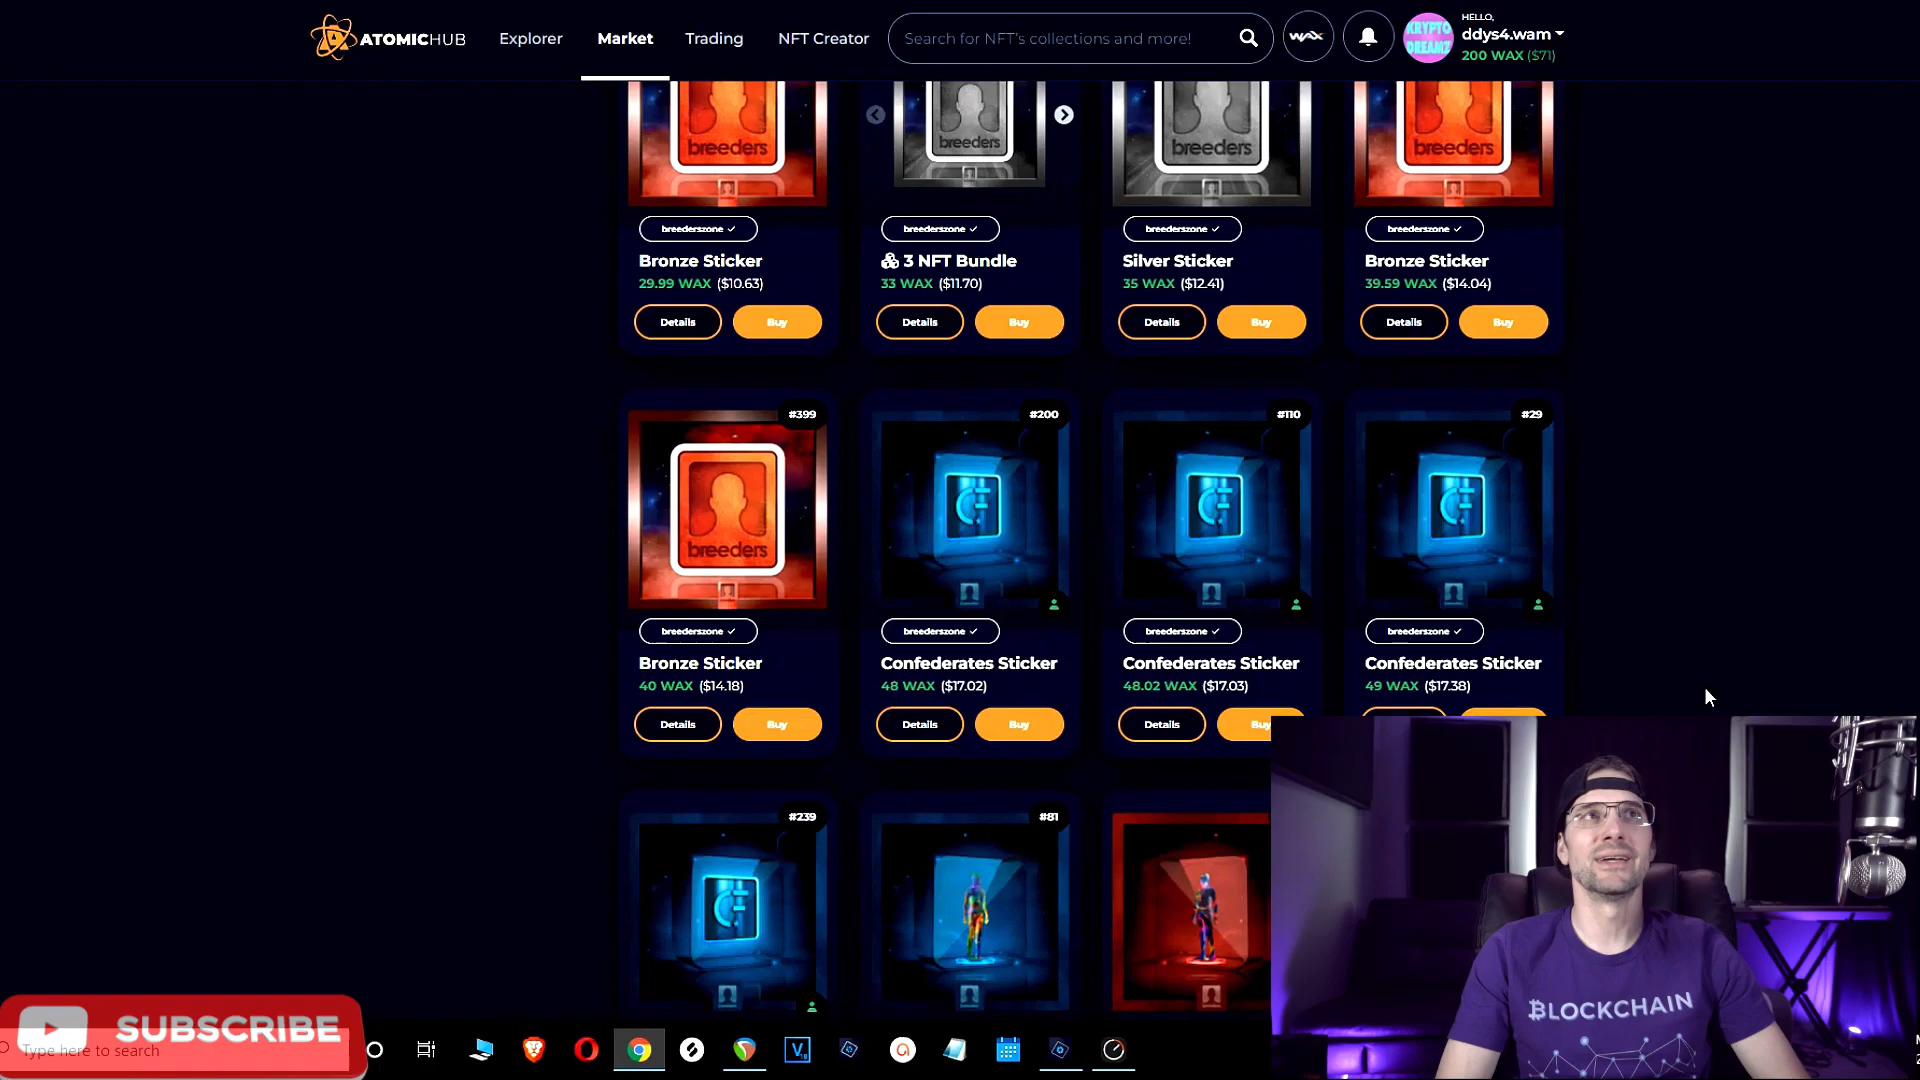 ATOMICHUB Explorer Market Trading NFT Creator Search for NFT's collections and more! WAX HELLO,
ddys4.wam
200 WAX ($71)
KRYPTO
DREAMZ
breeders breeders breeders breeders
breederszone breederszone breederszone breederszone
Bronze Sticker 3 NFT Bundle Silver Sticker Bronze Sticker
29.99 WAX ($10.63) 33 WAX ($11.70) 35 WAX ($12.41) 39.59 WAX ($14.04)
Details Buy Details Buy Details Buy Details Buy
#399 #200 #110 #29
breeders
breederszone breederszone breederszone breederszone
Bronze Sticker Confederates Sticker Confederates Sticker Confederates Sticker
40 WAX ($14.18) 48 WAX ($17.02) 48.02 WAX ($17.03) 49 WAX ($17.38)
Details Buy Details Buy Details Buy
#239 #81
BLOCKCHAIN
SUBSCRIBE
Type here to search